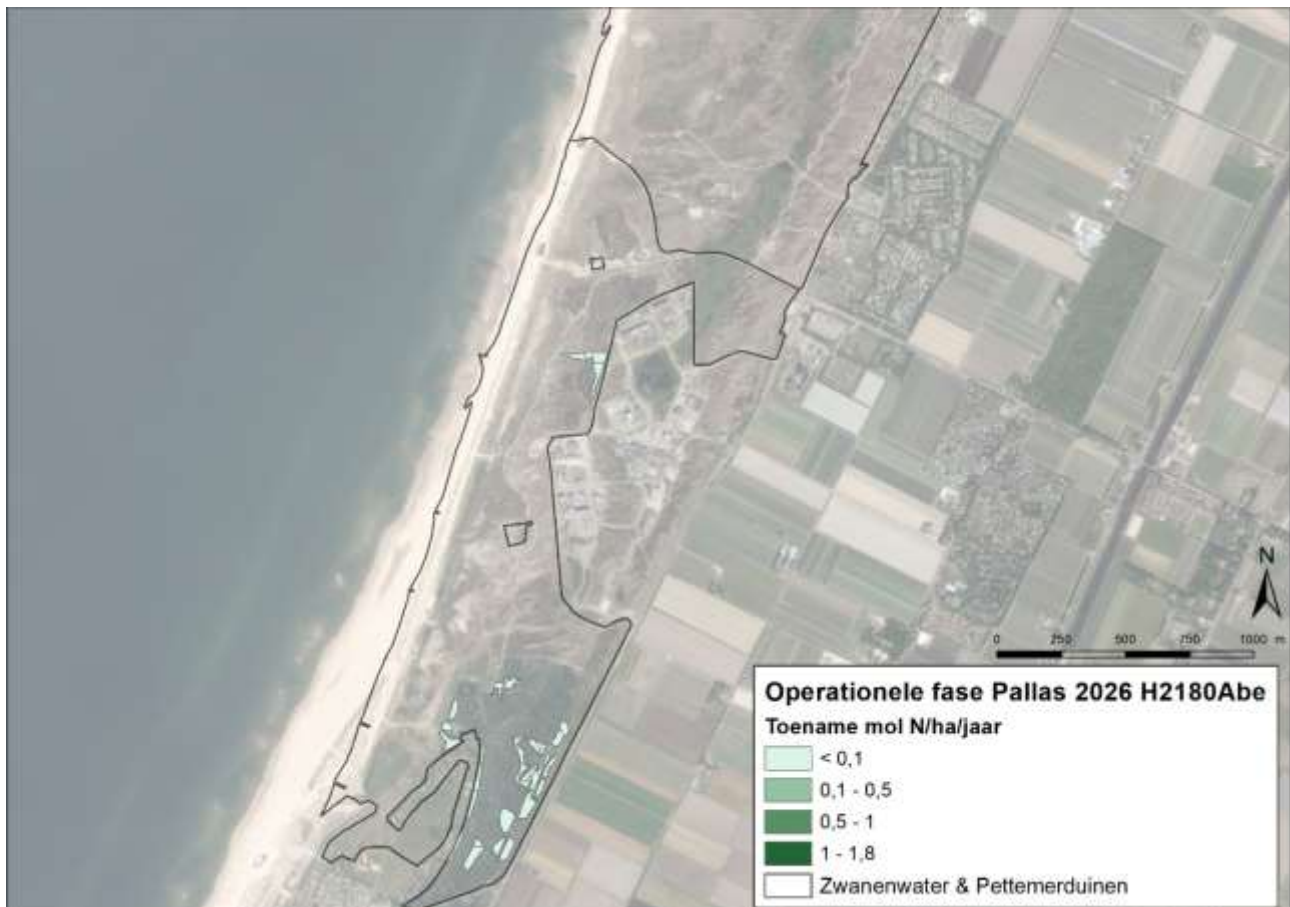 N
0 250 500 750 1000 m
Operationele fase Pallas 2026 H2180Abe
Toename mol N/ha/jaar
< 0,1
0,1 - 0,5
0,5 - 1
1 - 1,8
Zwanenwater & Pettemerduinen